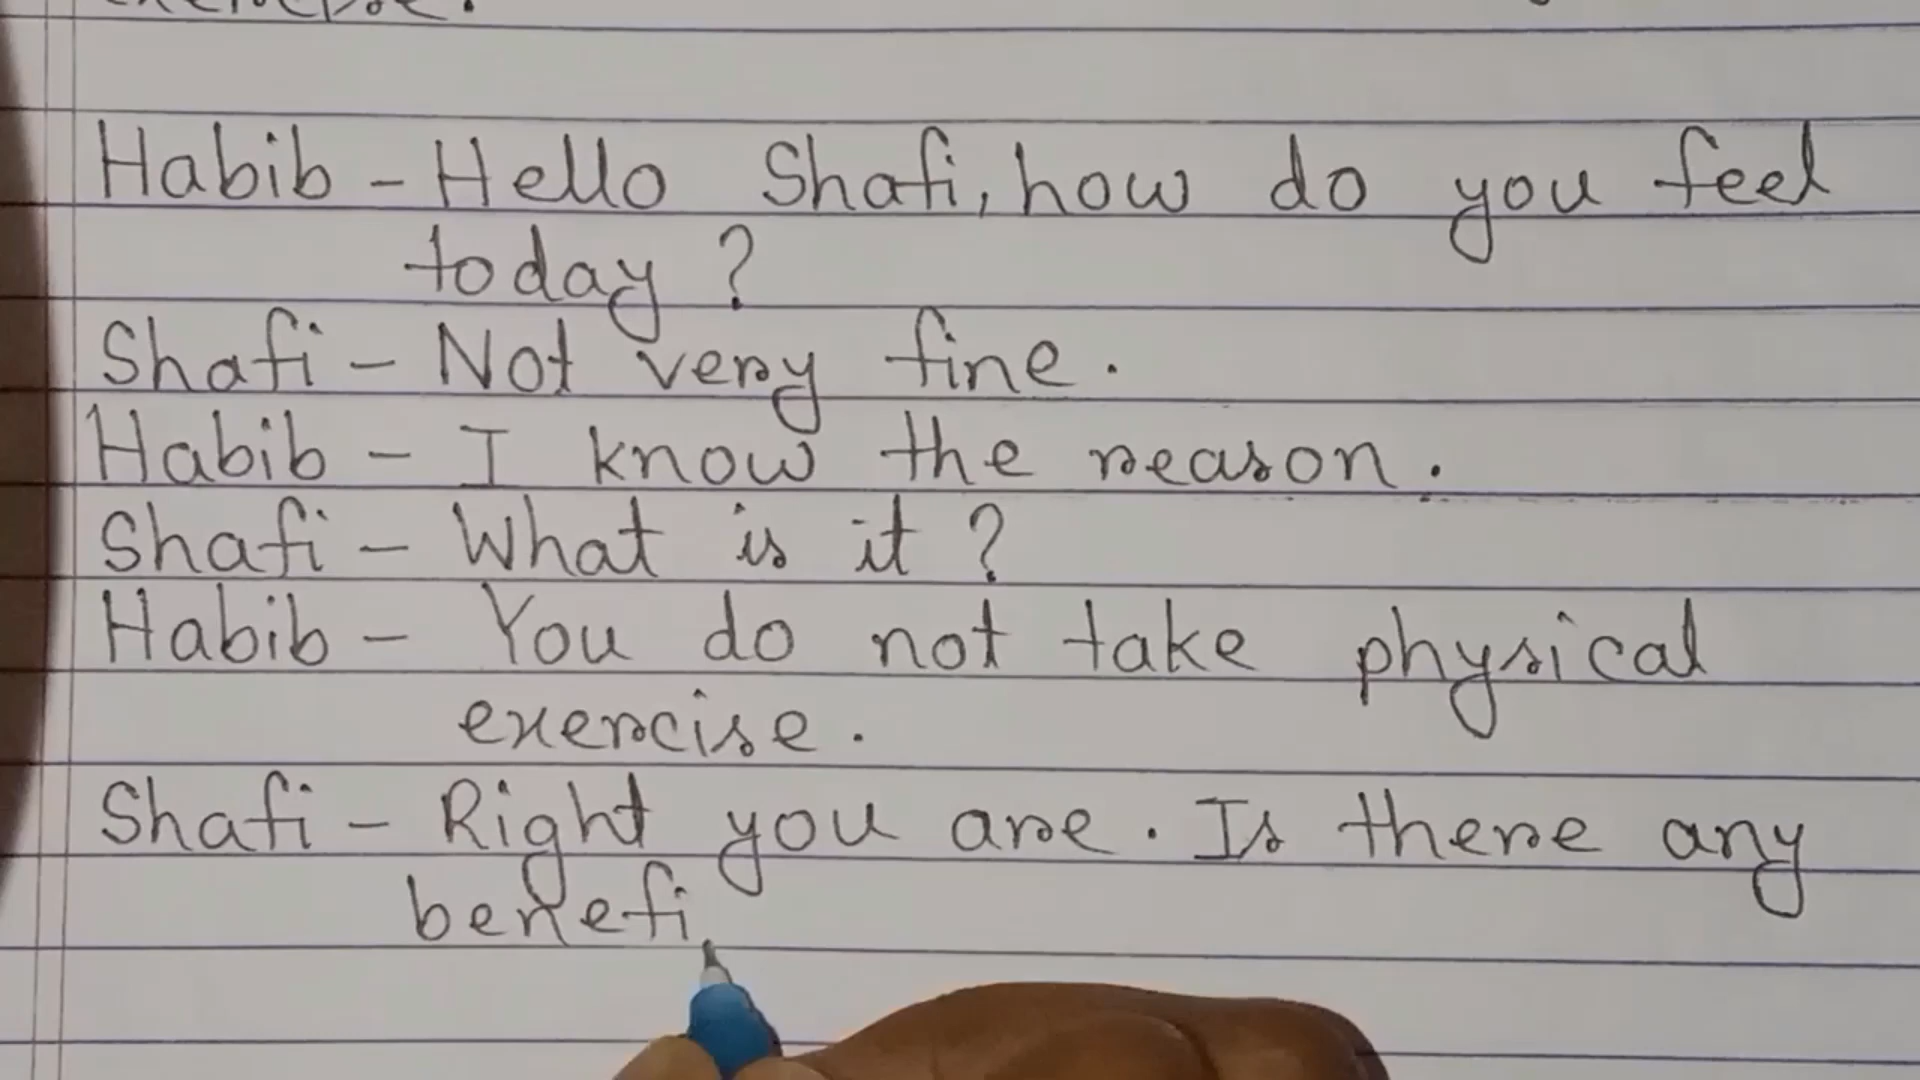 exercise.
Habib - Hello Shafi, how do you feel
today ?
Shafi - Not very fine.
Habib - I know the reason.
Shafi - What is it ?
Habib - You do not take physical
exercise.
Shafi - Right you are. Is there any
benefi